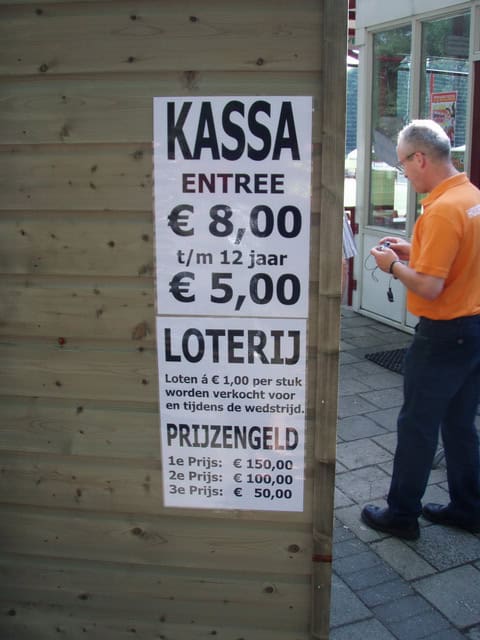 KASSA
ENTREE
€ 8,00
t/m 12 jaar
€ 5,00
LOTERIJ
Loten á € 1,00 per stuk
worden verkocht voor
en tijdens de wedstrijd.
PRIJZENGELD
1e Prijs: € 150,00
2e Prijs: € 100,00
3e Prijs: € 50,00